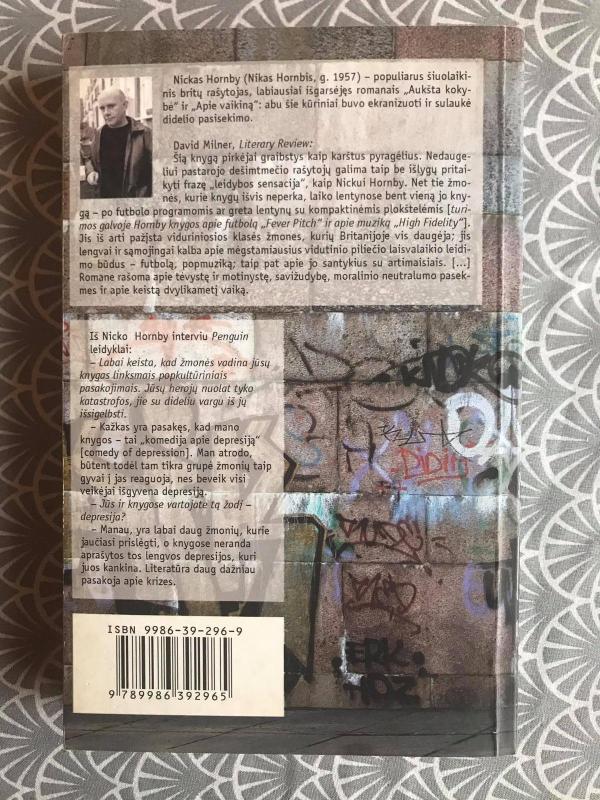 Nickas Hornby (Nikas Hornbis, g. 1957) – populiarus šiuolaiki-
nis britų rašytojas, labiausiai išgarsėjęs romanais „Aukšta koky-
bė“ ir „Apie vaikiną“: abu šie kūriniai buvo ekranizuoti ir sulaukė
didelio pasisekimo.
David Milner, Literary Review:
Šią knygą pirkėjai graibstys kaip karštus pyragėlius. Nedauge-
liui pastarojo dešimtmečio rašytojų galima taip be išlygų pritai-
kyti frazę „leidybos sensacija“, kaip Nickui Hornby. Net tie žmo-
nės, kurie knygų išvis neperka, laiko lentynose bent vieną jo kny-
gą – po futbolo programomis ar greta lentynų su kompaktinėmis plokštelėmis [turi-
mos galvoje Hornby knygos apie futbolą „Fever Pitch“ ir apie muziką „High Fidelity“].
Jis iš arti pažįsta viduriniosios klasės žmones, kurių Britanijoje vis daugėja; jis
lengvai ir sąmojingai kalba apie mėgstamiausius vidutinio piliečio laisvalaikio leidi-
mo būdus – futbolą, popmuziką; taip pat apie jo santykius su artimaisiais. [...]
Romane rašoma apie tėvystę ir motinystę, savižudybę, moralinio neutralumo pasek-
mes ir apie keistą dvylikametį vaiką.
Iš Nicko Hornby interviu Penguin
leidyklai:
– Labai keista, kad žmonės vadina jūsų
knygas linksmais popkultūriniais
pasakojimais. Jūsų herojų nuolat tyko
katastrofos, jie su dideliu vargu iš jų
išsigelbsti.
– Kažkas yra pasakęs, kad mano
knygos – tai „komedija apie depresiją“
[comedy of depression]. Man atrodo,
būtent todėl tam tikra grupė žmonių taip
gyvai į jas reaguoja, nes beveik visi
veikėjai išgyvena depresiją.
– Jūs ir knygose vartojate tą žodį –
depresija?
– Manau, yra labai daug žmonių, kurie
jaučiasi prislėgti, o knygose neranda
aprašytos tos lengvos depresijos, kuri
juos kankina. Literatūra daug dažniau
pasakoja apie krizes.
ISBN 9986-39-296-9
9 789986 392965